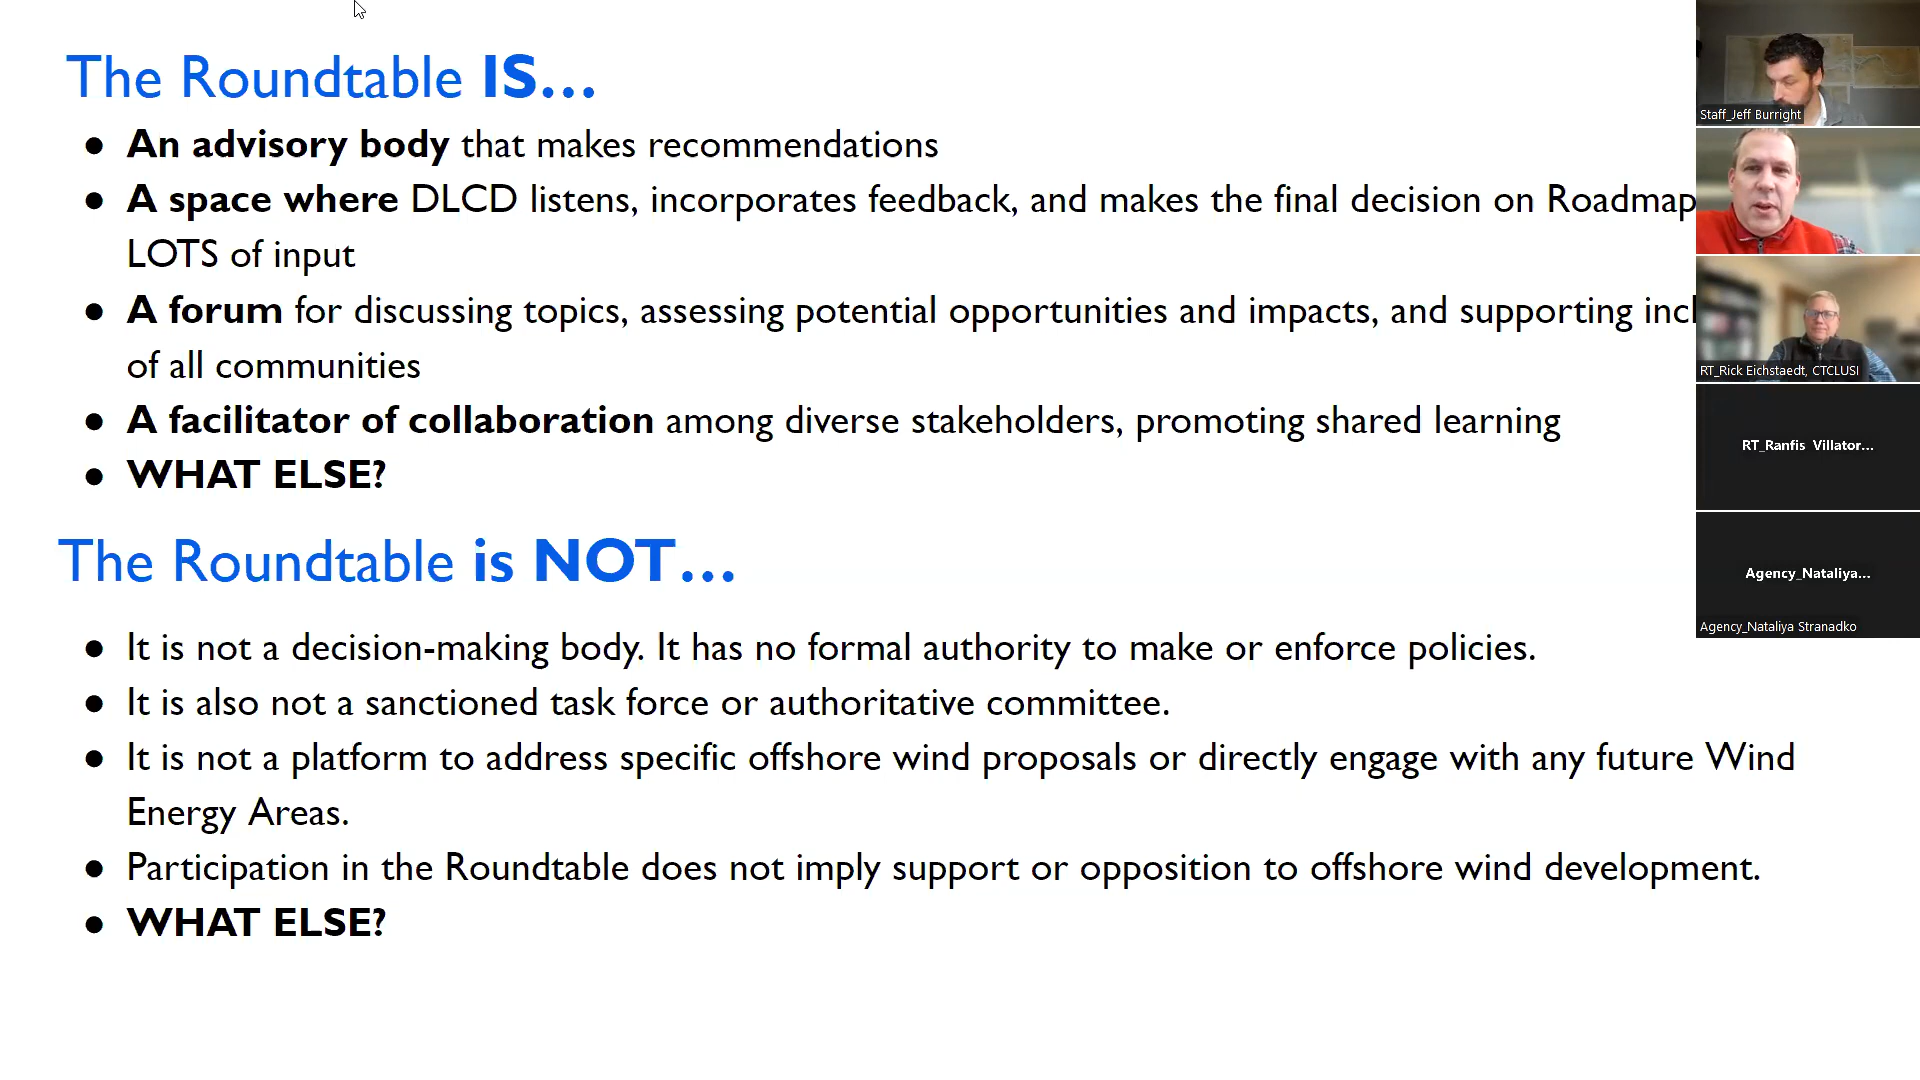 The Roundtable IS...
● An advisory body that makes recommendations
● A space where DLCD listens, incorporates feedback, and makes the final decision on Roadmap
LOTS of input
● A forum for discussing topics, assessing potential opportunities and impacts, and supporting
of all communities
● A facilitator of collaboration among diverse stakeholders, promoting shared learning
● WHAT ELSE?
The Roundtable is NOT...
● It is not a decision-making body. It has no formal authority to make or enforce policies.
● It is also not a sanctioned task force or authoritative committee.
● It is not a platform to address specific offshore wind proposals or directly engage with any future Wind
Energy Areas.
● Participation in the Roundtable does not imply support or opposition to offshore wind development.
● WHAT ELSE?
Staff_Jeff Burright
RT_Rick Eichstaedt, CTCLUSI
RT_Ranfis Villator...
Agency_Nataliya...
Agency_Nataliya Stranadko